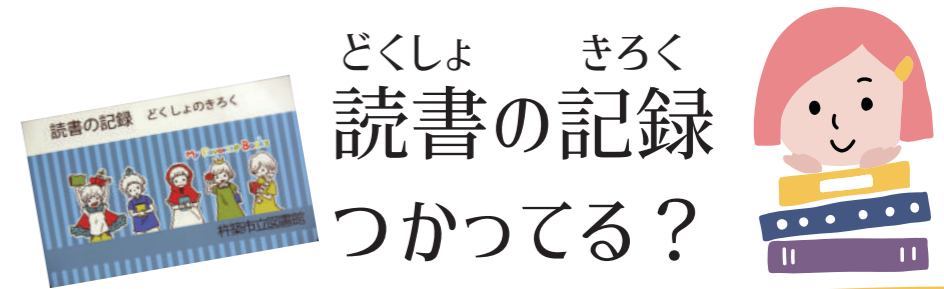 読書の記録 どくしょのきろく
My Favorite Books
杵築市立図書館
どくしょ きろく
読書の記録
つかってる？